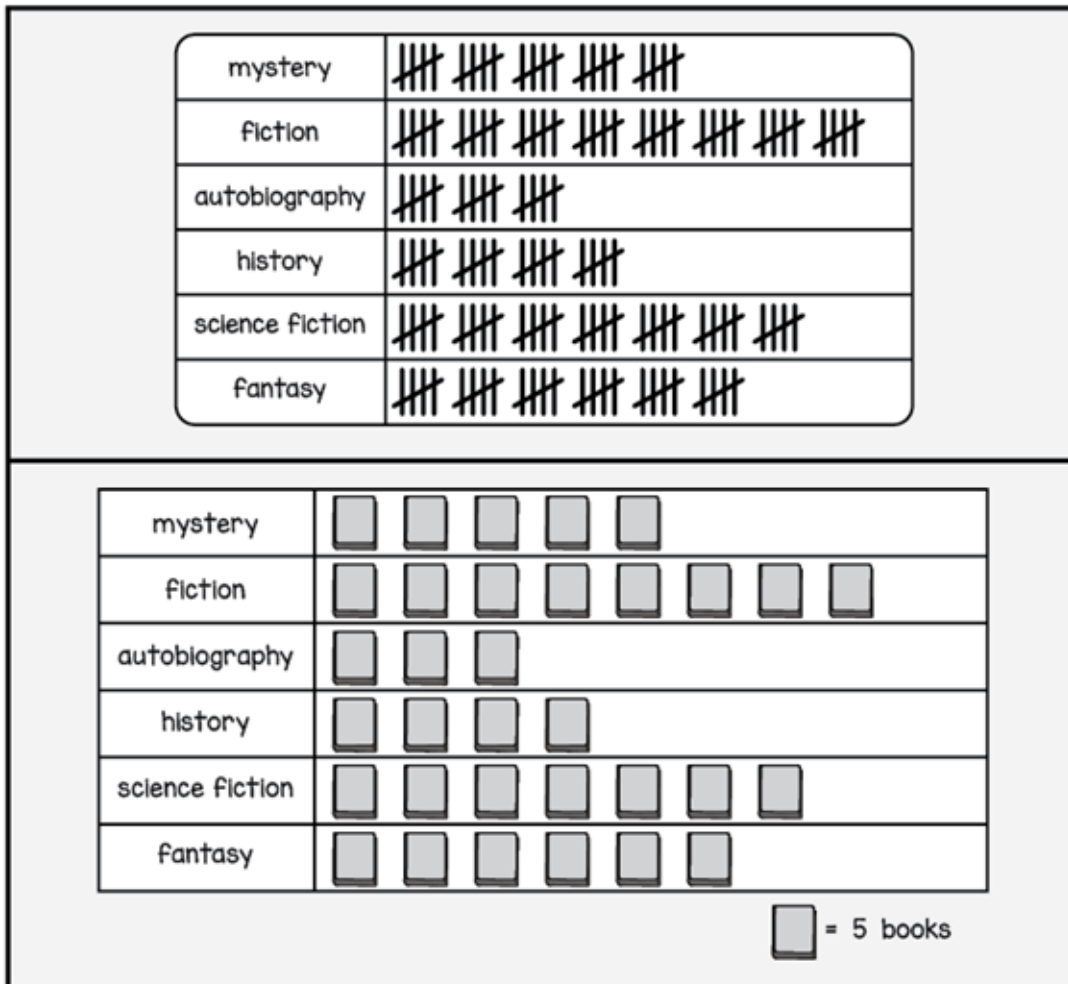 mystery
fiction
autobiography
history
science fiction
fantasy
mystery
fiction
autobiography
history
science fiction
fantasy
= 5 books